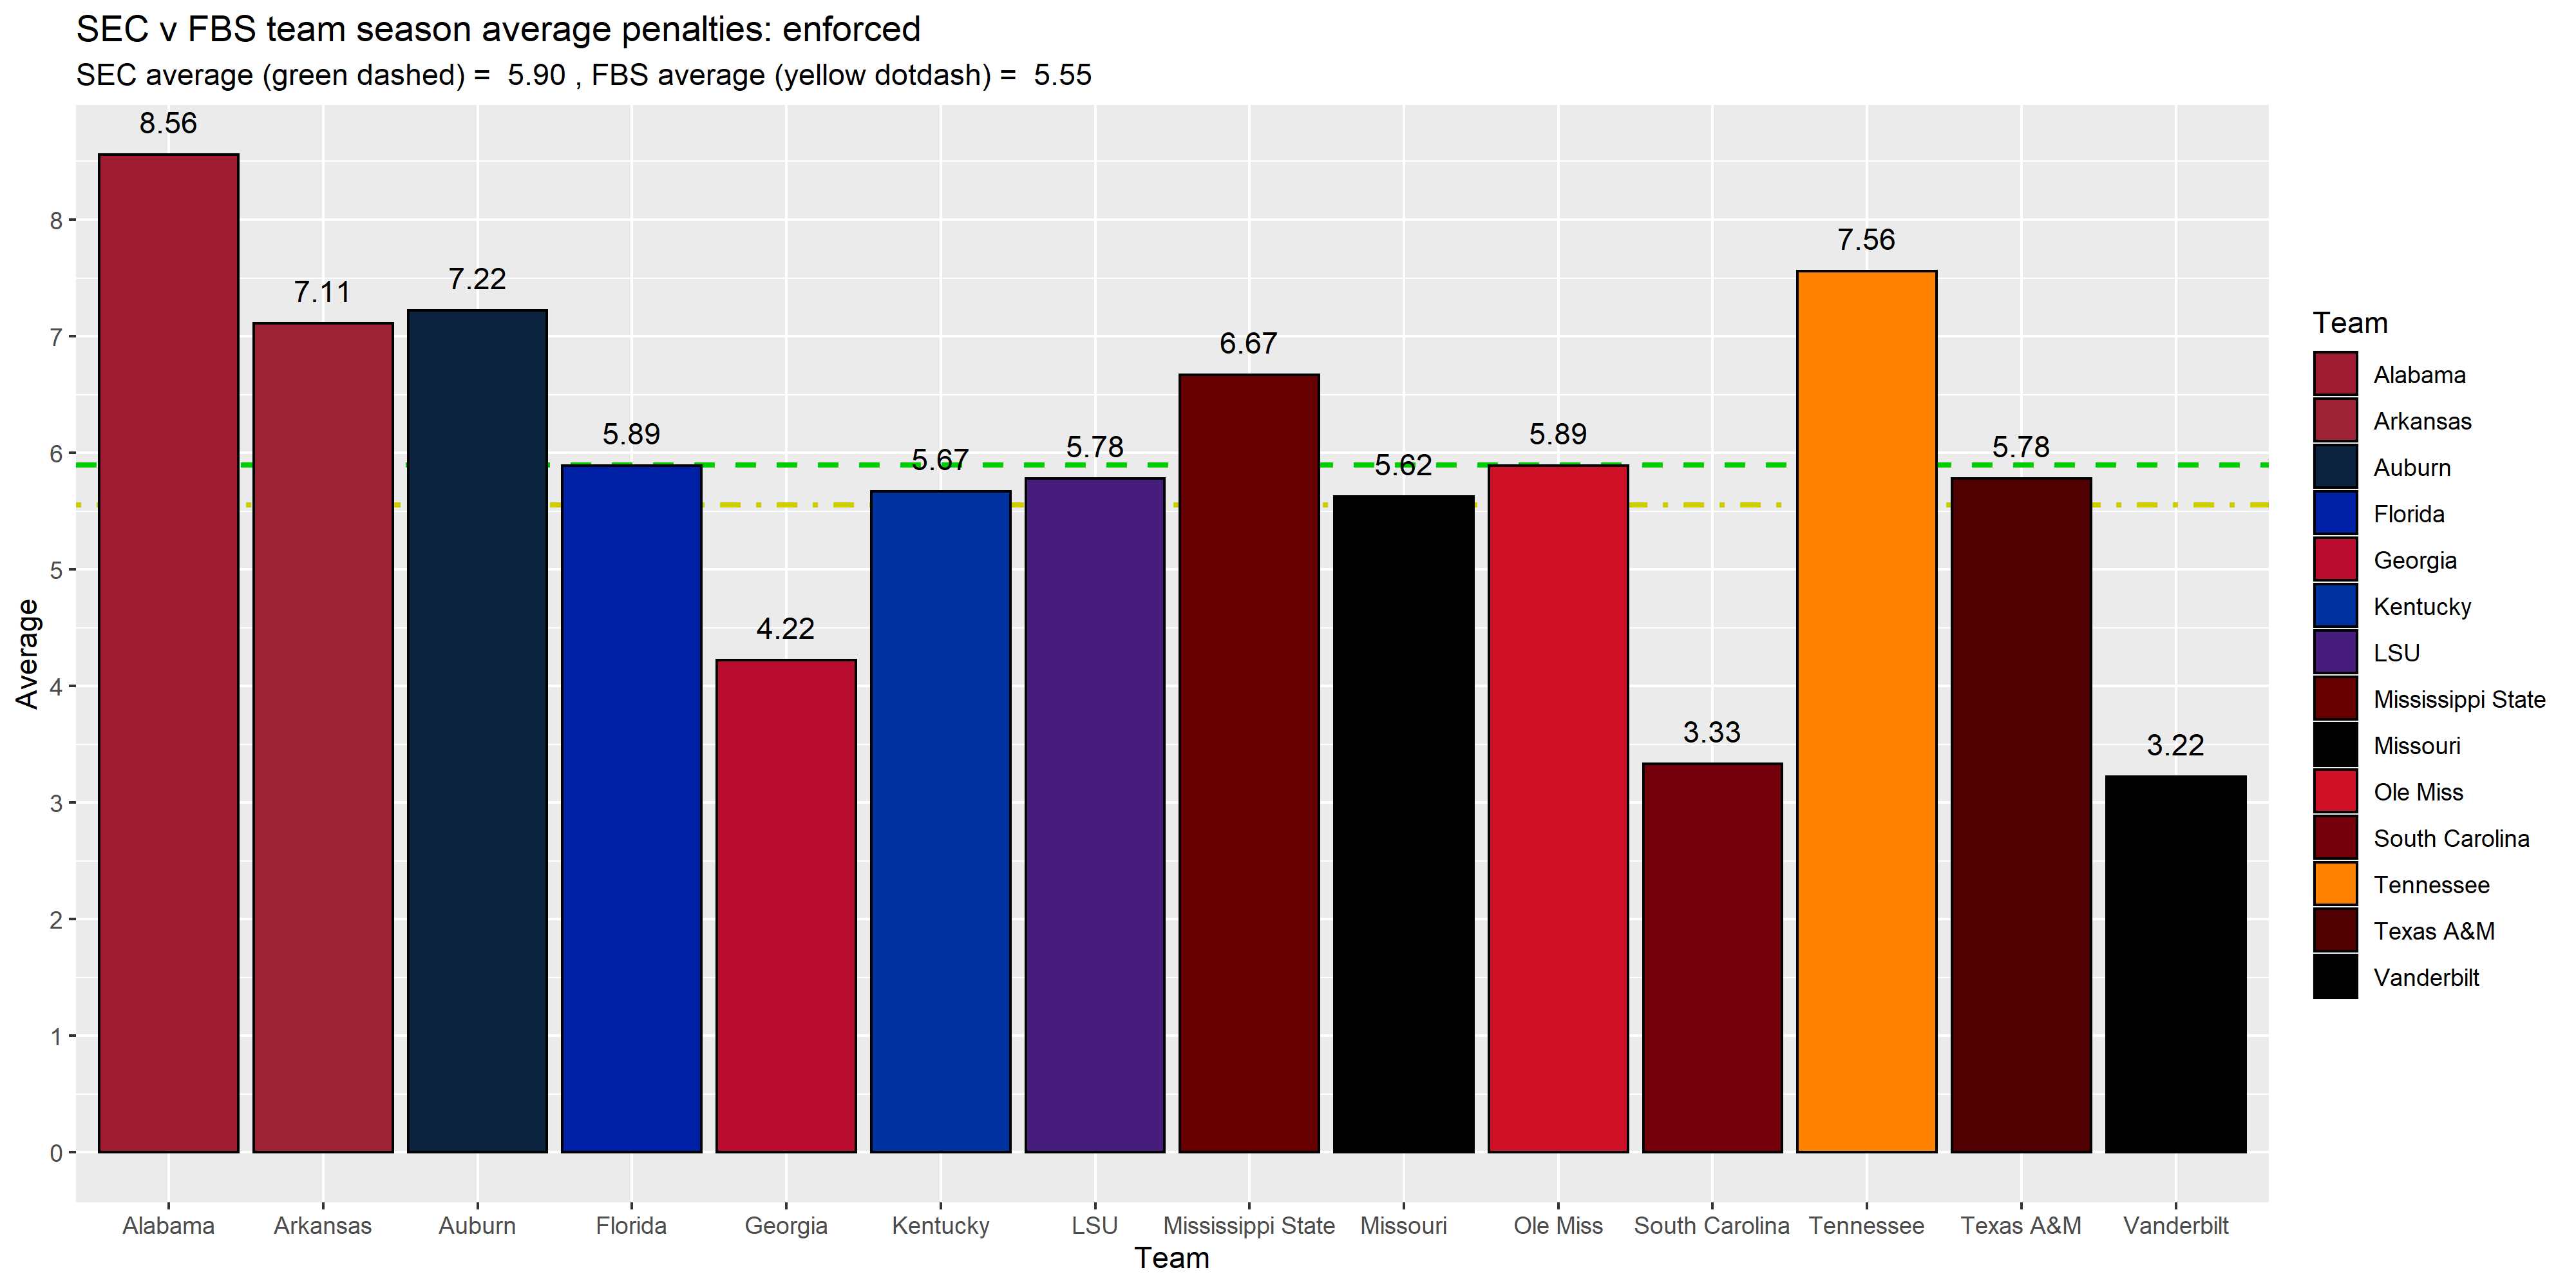 SEC v FBS team season average penalties: enforced
SEC average (green dashed) =  5.90 , FBS average (yellow dotdash) =  5.55
8.56
7.11
7.22
5.89
4.22
5.67
5.78
6.67
5.62
5.89
3.33
7.56
5.78
3.22
8
7
6
5
4
3
2
1
0
Average
Alabama
Arkansas
Auburn
Florida
Georgia
Kentucky
LSU
Mississippi State
Missouri
Ole Miss
South Carolina
Tennessee
Texas A&M
Vanderbilt
Team
Team
Alabama
Arkansas
Auburn
Florida
Georgia
Kentucky
LSU
Mississippi State
Missouri
Ole Miss
South Carolina
Tennessee
Texas A&M
Vanderbilt